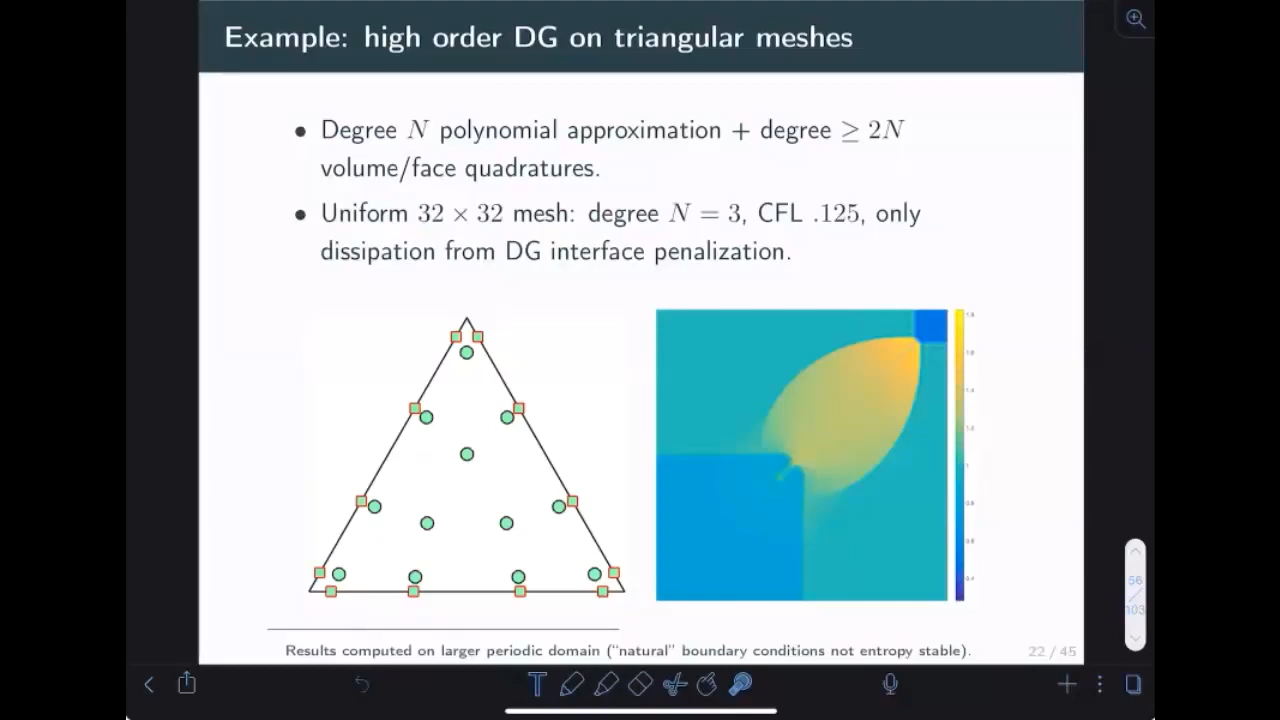 Example: high order DG on triangular meshes
• Degree N polynomial approximation + degree ≥ 2N
volume/face quadratures.
• Uniform 32 × 32 mesh: degree N = 3, CFL .125, only
dissipation from DG interface penalization.
Results computed on larger periodic domain (“natural” boundary conditions not entropy stable).
22 / 45
56
103
T